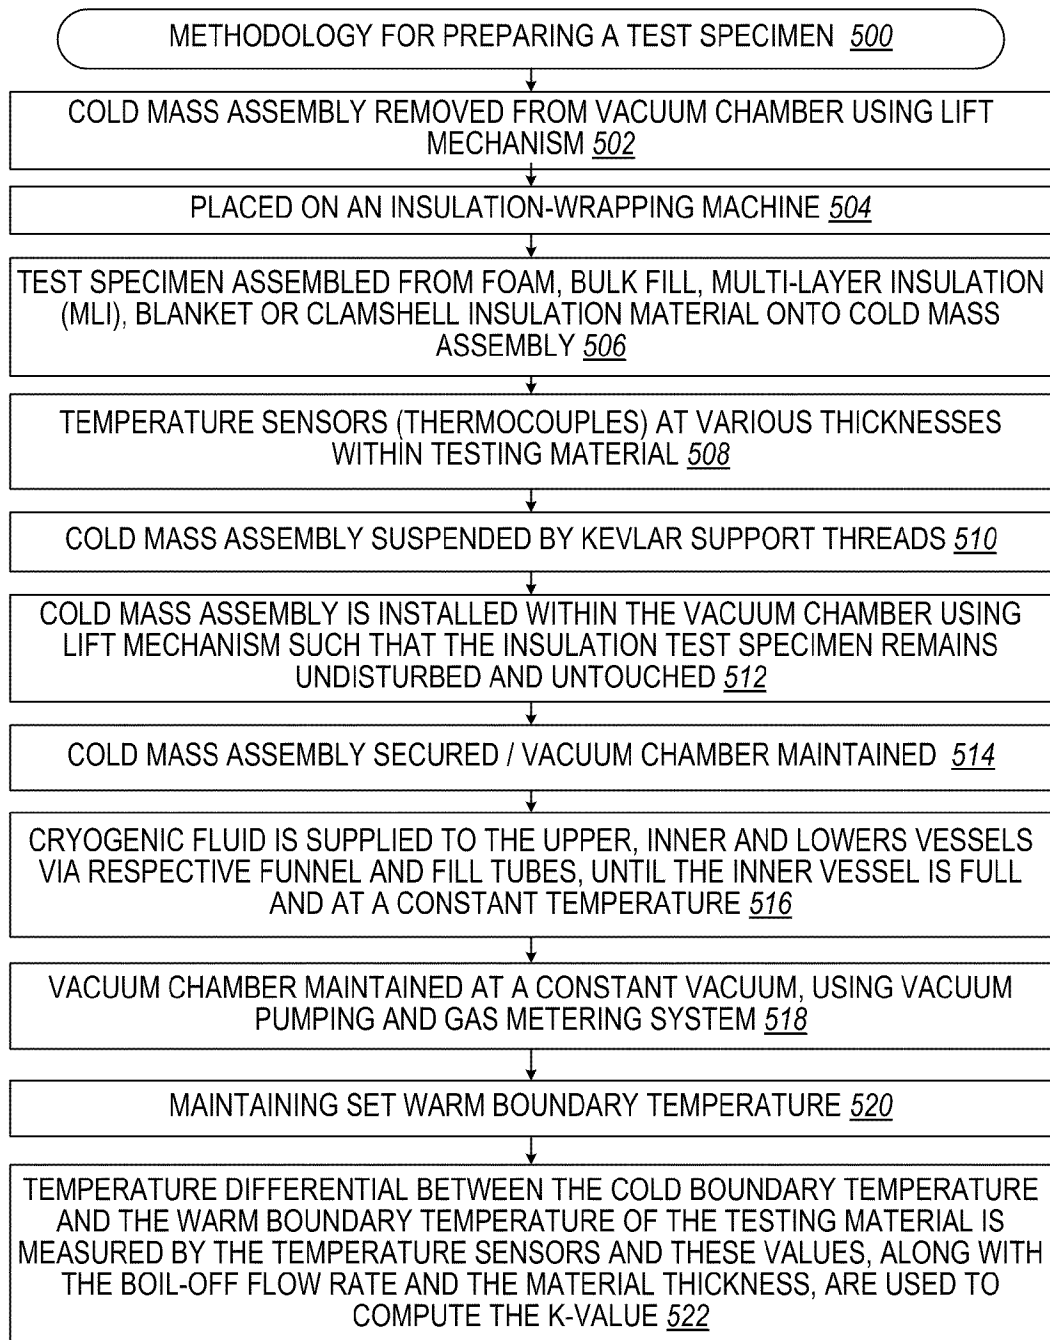 METHODOLOGY FOR PREPARING A TEST SPECIMEN 500
COLD MASS ASSEMBLY REMOVED FROM VACUUM CHAMBER USING LIFT
MECHANISM 502
PLACED ON AN INSULATION-WRAPPING MACHINE 504
TEST SPECIMEN ASSEMBLED FROM FOAM, BULK FILL, MULTI-LAYER INSULATION
(MLI), BLANKET OR CLAMSHELL INSULATION MATERIAL ONTO COLD MASS
ASSEMBLY 506
TEMPERATURE SENSORS (THERMOCOUPLES) AT VARIOUS THICKNESSES
WITHIN TESTING MATERIAL 508
COLD MASS ASSEMBLY SUSPENDED BY KEVLAR SUPPORT THREADS 510
COLD MASS ASSEMBLY IS INSTALLED WITHIN THE VACUUM CHAMBER USING
LIFT MECHANISM SUCH THAT THE INSULATION TEST SPECIMEN REMAINS
UNDISTURBED AND UNTOUCHED 512
COLD MASS ASSEMBLY SECURED / VACUUM CHAMBER MAINTAINED 514
CRYOGENIC FLUID IS SUPPLIED TO THE UPPER, INNER AND LOWERS VESSELS
VIA RESPECTIVE FUNNEL AND FILL TUBES, UNTIL THE INNER VESSEL IS FULL
AND AT A CONSTANT TEMPERATURE 516
VACUUM CHAMBER MAINTAINED AT A CONSTANT VACUUM, USING VACUUM
PUMPING AND GAS METERING SYSTEM 518
MAINTAINING SET WARM BOUNDARY TEMPERATURE 520
TEMPERATURE DIFFERENTIAL BETWEEN THE COLD BOUNDARY TEMPERATURE
AND THE WARM BOUNDARY TEMPERATURE OF THE TESTING MATERIAL IS
MEASURED BY THE TEMPERATURE SENSORS AND THESE VALUES, ALONG WITH
THE BOIL-OFF FLOW RATE AND THE MATERIAL THICKNESS, ARE USED TO
COMPUTE THE K-VALUE 522